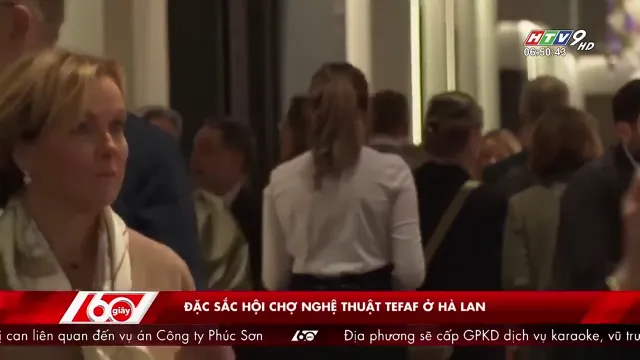 HTV9 HD
06:50:43
60 giây
ĐẶC SẮC HỘI CHỢ NGHỆ THUẬT TEFAF Ở HÀ LAN
ị can liên quan đến vụ án Công ty Phúc Sơn 60 Địa phương sẽ cấp GPKD dịch vụ karaoke, vũ trư